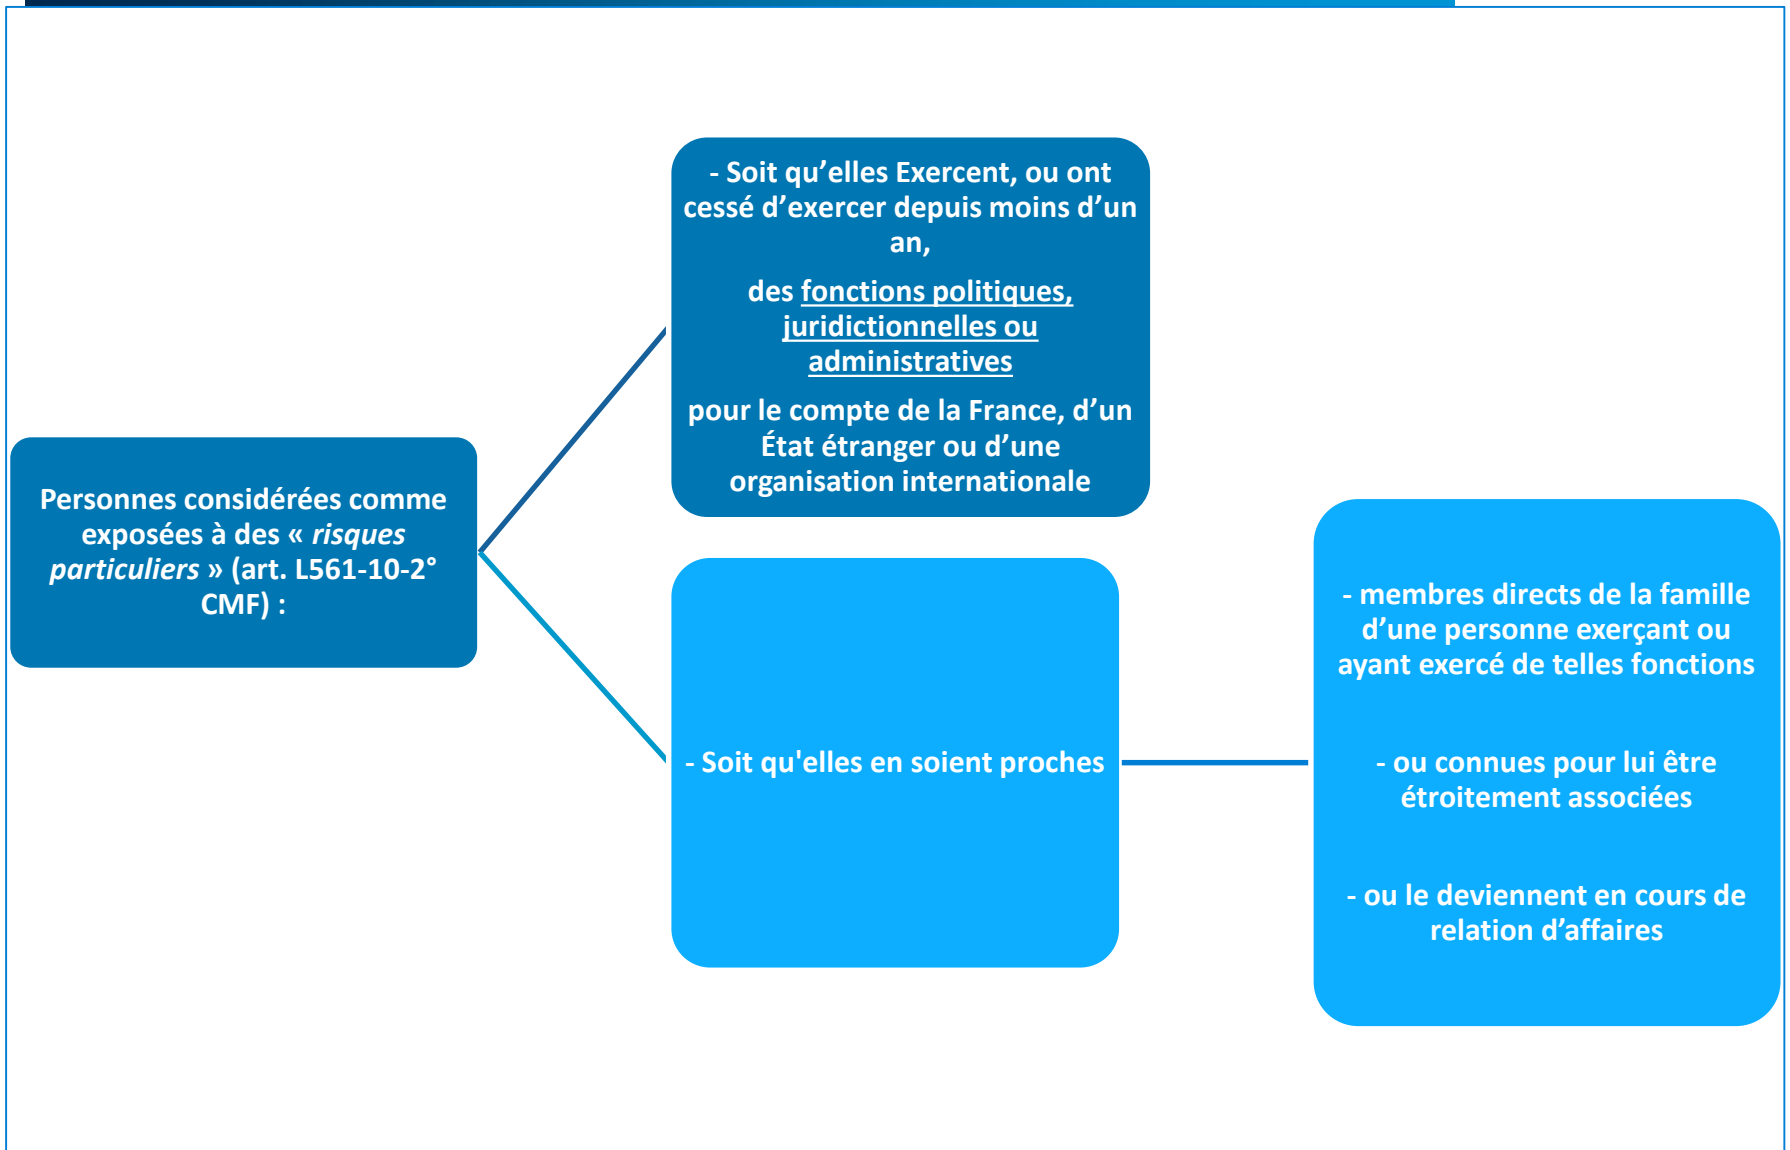 Personnes considérées comme
exposées à des « risques
particuliers » (art. L561-10-2°
CMF) :
- Soit qu’elles Exercent, ou ont
cessé d’exercer depuis moins d’un
an,
des fonctions politiques,
juridictionnelles ou
administratives
pour le compte de la France, d’un
État étranger ou d’une
organisation internationale
- Soit qu'elles en soient proches
- membres directs de la famille
d’une personne exerçant ou
ayant exercé de telles fonctions
- ou connues pour lui être
étroitement associées
- ou le deviennent en cours de
relation d’affaires